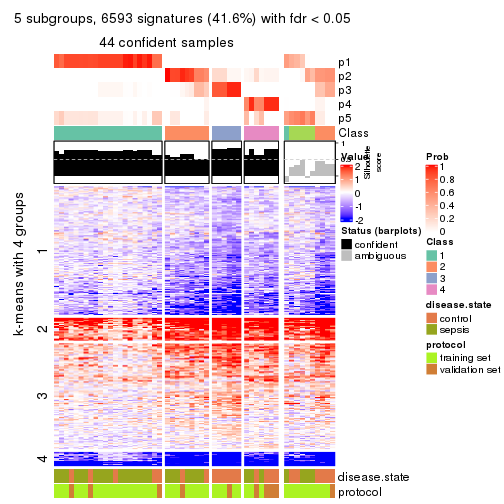 5 subgroups, 6593 signatures (41.6%) with fdr < 0.05
44 confident samples
p1
p2
p3
p4
p5
Class
1
Silhouette
score
k-means with 4 groups
1
2
3
4
disease.state
protocol
Value
2
1
0
-1
-2
Status (barplots)
confident
ambiguous
Prob
1
0.8
0.6
0.4
0.2
0
Class
1
2
3
4
disease.state
control
sepsis
protocol
training set
validation set